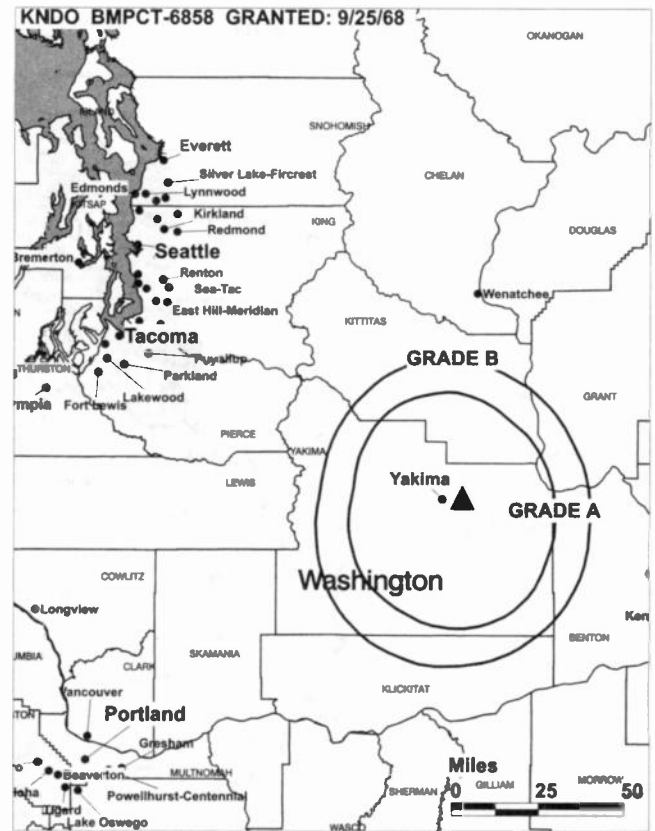 KNDO BMPCT-6858 GRANTED: 9/25/68
OKANOGAN
SNOHOMISH
Everett
CHELAN
Silver Lake-Fircrest
Edmonds
Lynnwood
KING
Kirkland
Redmond
DOUGLAS
Seattle
Bremerton
Renton
Sea-Tac
Wenatchee
East Hill-Meridian
KITTITAS
Tacoma
GRADE B
THURSTON
Parkland
GRANT
Lakewood
Fort Lewis
PIERCE
YAKIMA
Yakima
LEWIS
GRADE A
COWLITZ
Washington
Longview
BENTON
SKAMANIA
CLARK
KLICKITAT
Portland
Gresham
Miles
Beaverton
MULTNOMAH
SHERMAN
GILLIAM
MORROW
Powellhurst-Centennial
0 25 50
Lake Oswego